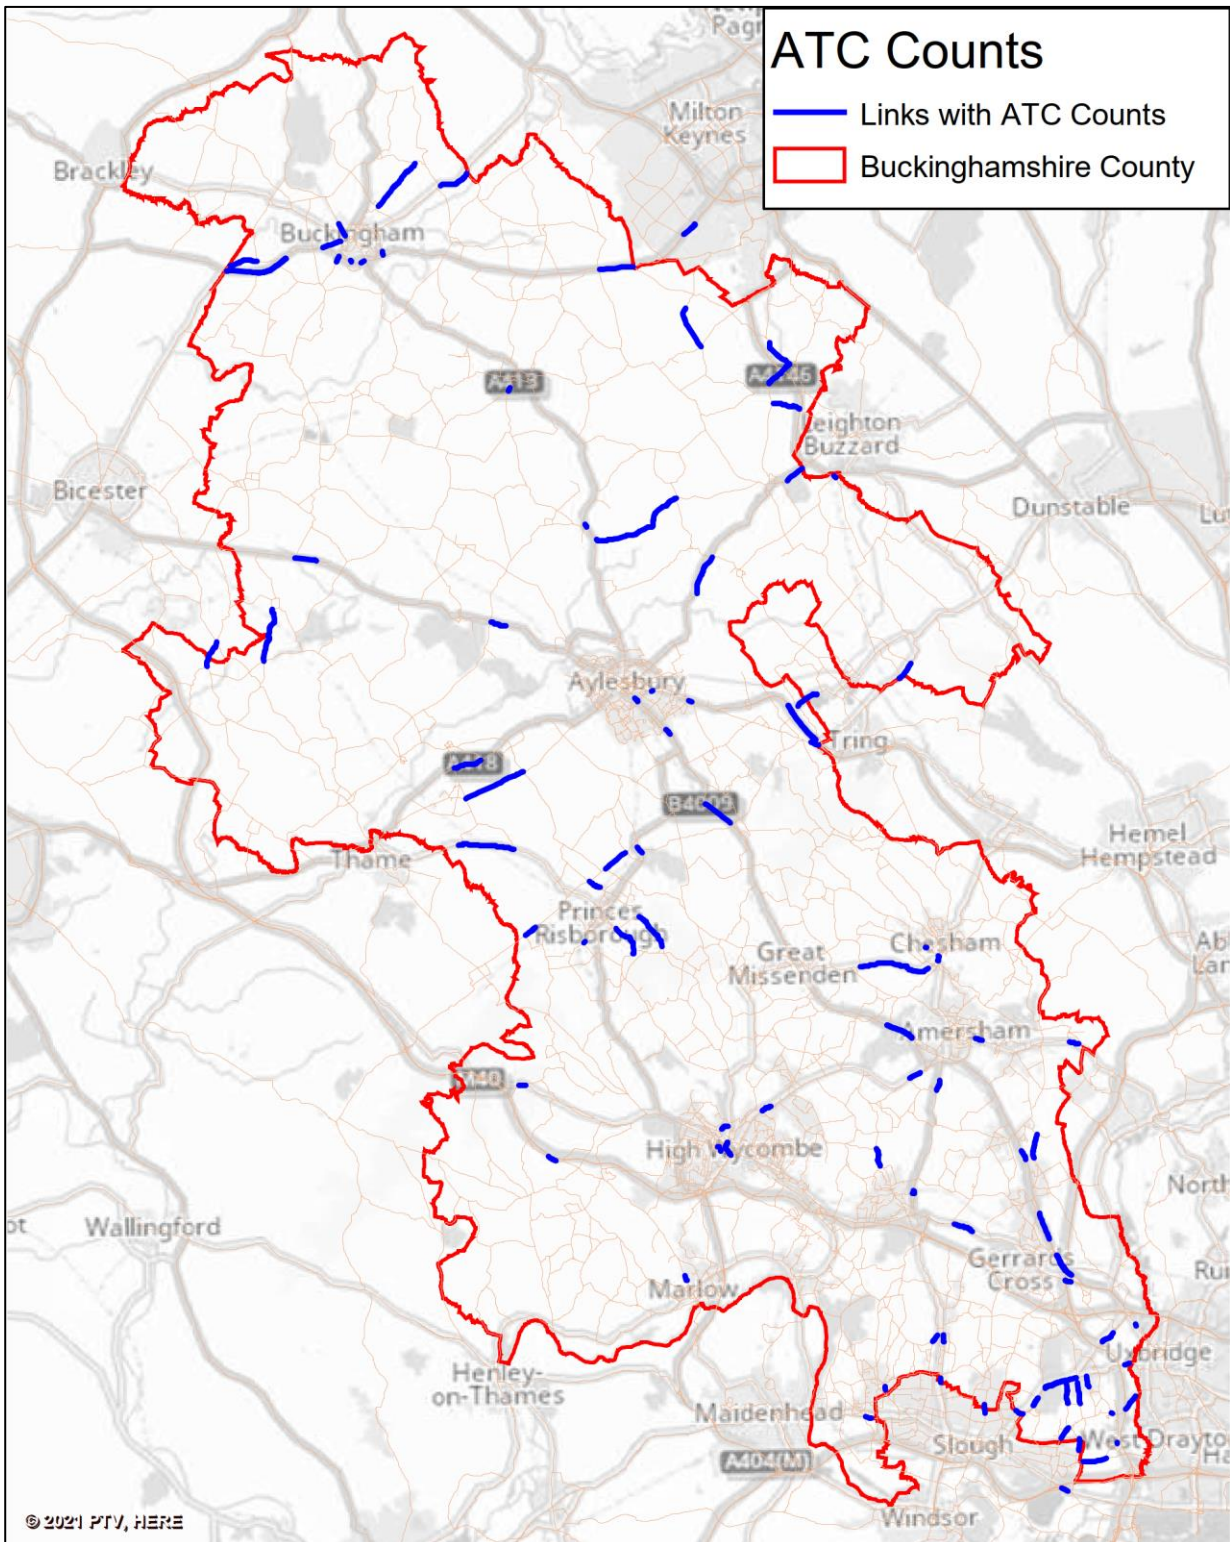 ATC Counts
Links with ATC Counts
Buckinghamshire County
Milton
Keynes
Brackley
Buckingham
A413
Leighton
Buzzard
Bicester
Dunstable
Aylesbury
Tring
A418
B4009
Hemel
Hempstead
Thame
Princes
Risborough
Great
Missenden
Chesham
Amersham
M40
High Wycombe
Wallingford
Gerrards
Cross
Marlow
Henley-
on-Thames
Uxbridge
Maidenhead
Slough
West Drayto
A404(M)
Windsor
© 2021 PTV, HERE